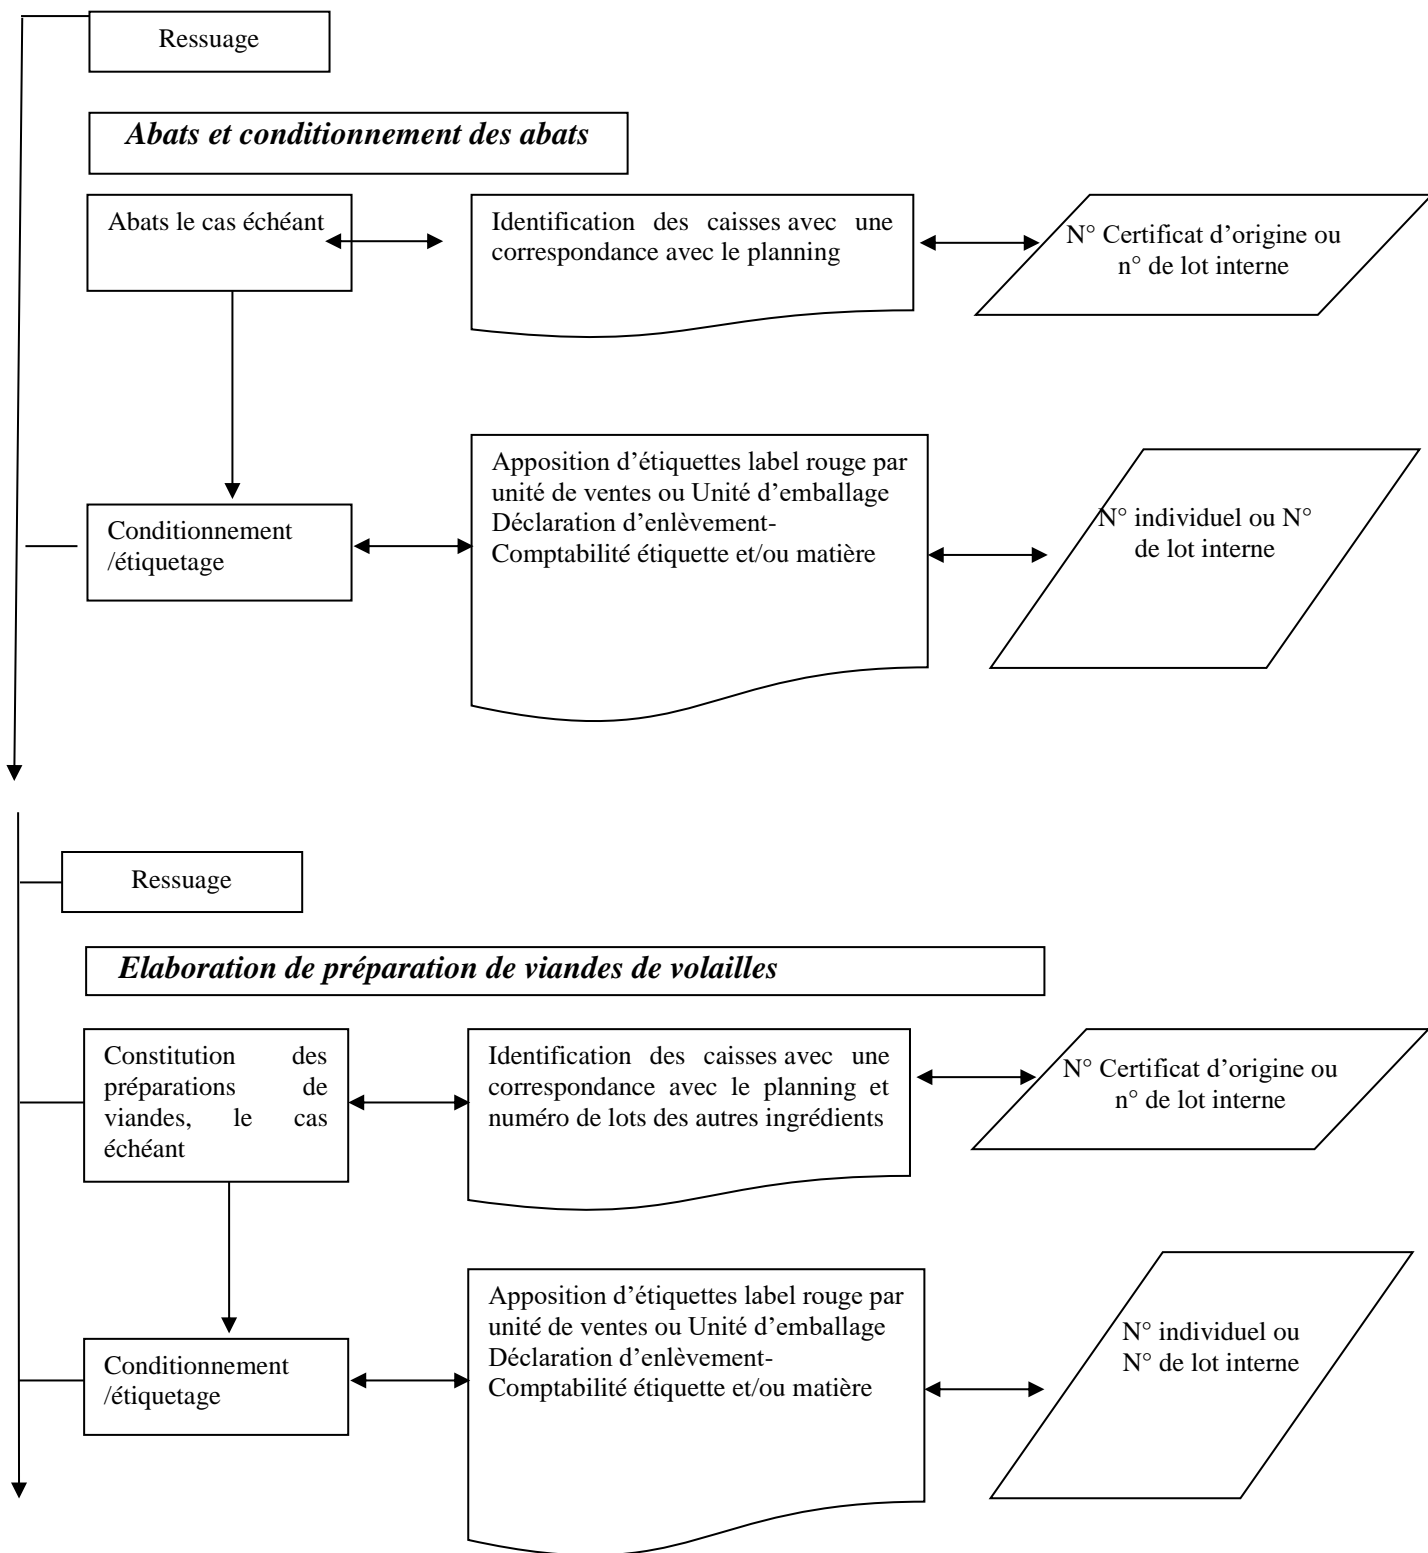 Ressuage
Abats et conditionnement des abats
Abats le cas échéant
Identification des caisses avec une
correspondance avec le planning
N° Certificat d'origine ou
n° de lot interne
Apposition d'étiquettes label rouge par
unité de ventes ou Unité d'emballage
Déclaration d'enlèvement-
Comptabilité étiquette et/ou matière
Conditionnement
/étiquetage
N° individuel ou N°
de lot interne
Ressuage
Elaboration de préparation de viandes de volailles
Constitution des
préparations de
viandes, le cas
échéant
Identification des caisses avec une
correspondance avec le planning et
numéro de lots des autres ingrédients
N° Certificat d'origine ou
n° de lot interne
Conditionnement
/étiquetage
Apposition d'étiquettes label rouge par
unité de ventes ou Unité d'emballage
Déclaration d'enlèvement-
Comptabilité étiquette et/ou matière
N° individuel ou
N° de lot interne